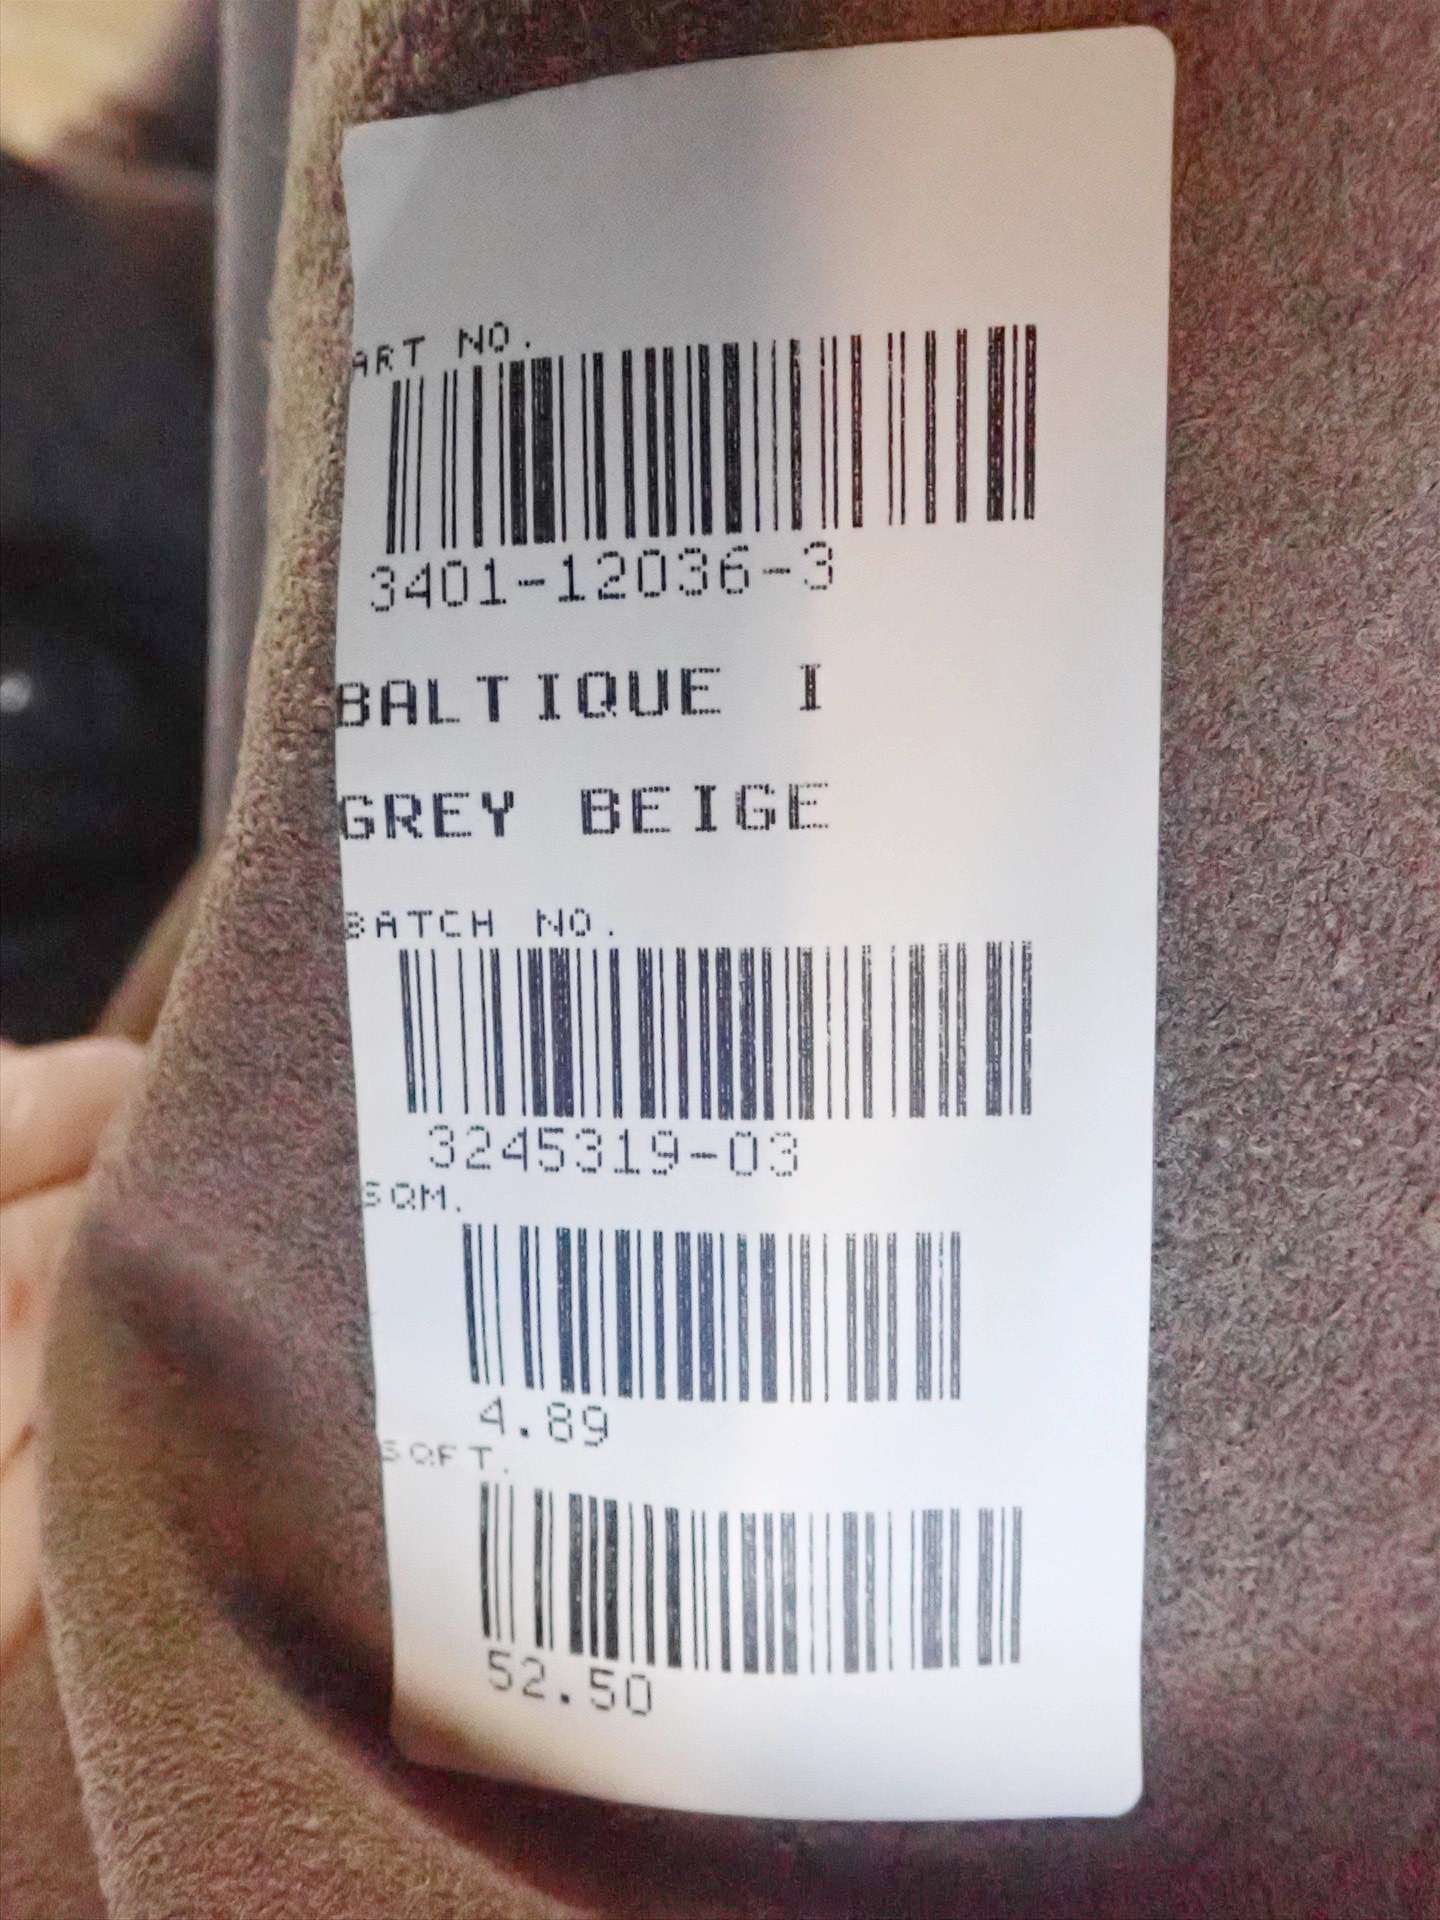 ART NO.
3401-12036-3
BALTIQUE I
GREY BEIGE
BATCH NO.
3245319-03
SQM.
4.89
SQFT.
52.50